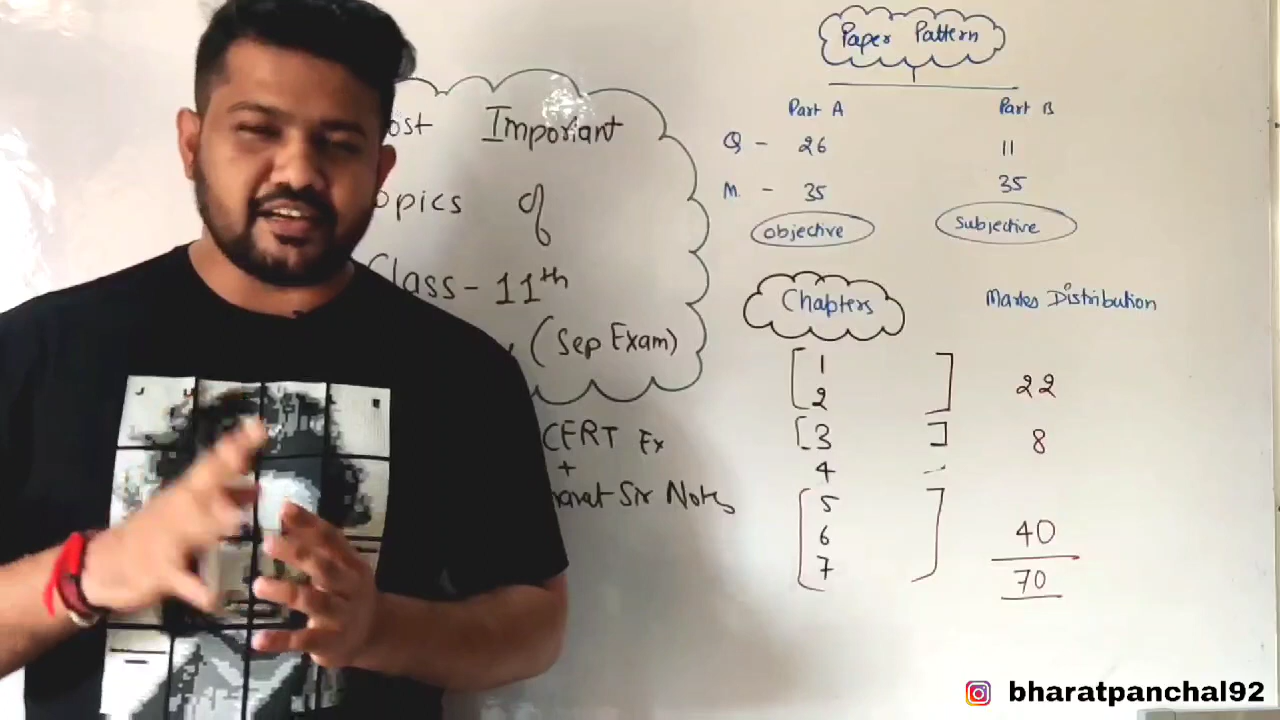 Important
of
Class - 11th
(Sep Exam)
Ex
+
Sir Notes
Paper Pattern
Part A Part B
Q - 26 11
M. - 35 35
Objective Subjective
Chapters Marks Distribution
1
2 22
3 8
4
5
6 40
7 70
bharatpanchal92